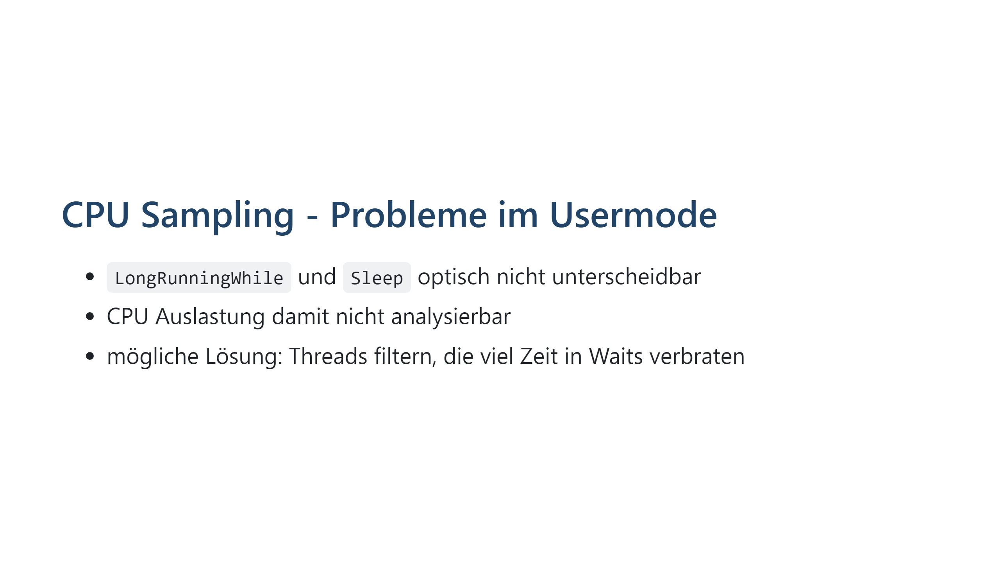 CPU Sampling - Probleme im Usermode
LongRunningWhile und Sleep optisch nicht unterscheidbar
CPU Auslastung damit nicht analysierbar
mögliche Lösung: Threads filtern, die viel Zeit in Waits verbraten